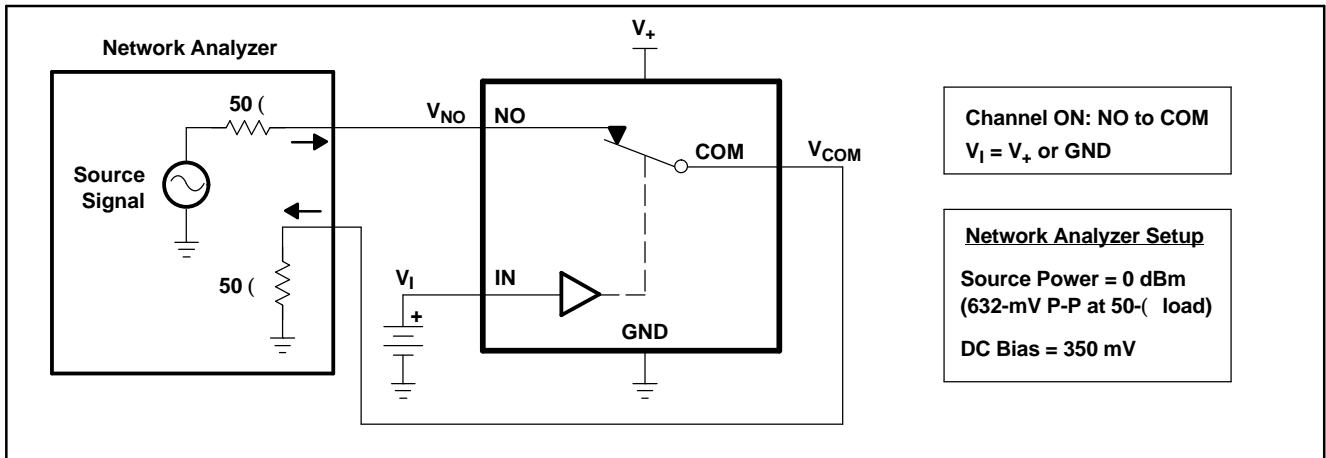 Network Analyzer
50 (
Source
Signal
50 (
V+
VNO
NO
COM
VCOM
VI
IN
+
GND
Channel ON: NO to COM
VI = V+ or GND
Network Analyzer Setup
Source Power = 0 dBm
(632-mV P-P at 50-( load)
DC Bias = 350 mV